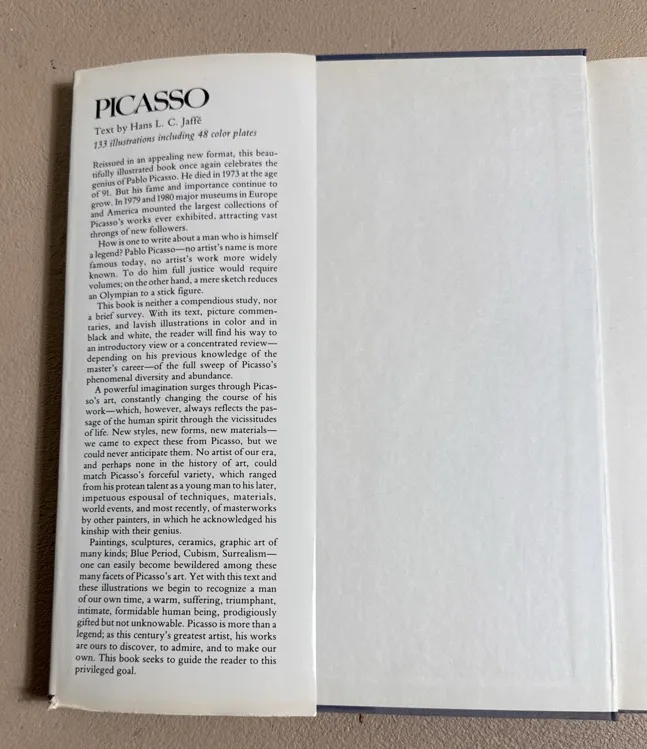 PICASSO
Text by Hans L. C. Jaffé
133 illustrations including 48 color plates
Reissued in an appealing new format, this beau-
tifully illustrated book once again celebrates the
genius of Pablo Picasso. He died in 1973 at the age
of 91. But his fame and importance continue to
grow. In 1979 and 1980 major museums in Europe
and America mounted the largest collections of
Picasso's works ever exhibited, attracting vast
throngs of new followers.
How is one to write about a man who is himself
a legend? Pablo Picasso—no artist's name is more
famous today, no artist's work more widely
known. To do him full justice would require
volumes; on the other hand, a mere sketch reduces
an Olympian to a stick figure.
This book is neither a compendious study, nor
a brief survey. With its text, picture commen-
taries, and lavish illustrations in color and in
black and white, the reader will find his way to
an introductory view or a concentrated review—
depending on his previous knowledge of the
master's career—of the full sweep of Picasso's
phenomenal diversity and abundance.
A powerful imagination surges through Picas-
so's art, constantly changing the course of his
work—which, however, always reflects the pas-
sage of the human spirit through the vicissitudes
of life. New styles, new forms, new materials—
we came to expect these from Picasso, but we
could never anticipate them. No artist of our era,
and perhaps none in the history of art, could
match Picasso's forceful variety, which ranged
from his protean talent as a young man to his later,
impetuous espousal of techniques, materials,
world events, and most recently, of masterworks
by other painters, in which he acknowledged his
kinship with their genius.
Paintings, sculptures, ceramics, graphic art of
many kinds; Blue Period, Cubism, Surrealism—
one can easily become bewildered among these
many facets of Picasso's art. Yet with this text and
these illustrations we begin to recognize a man
of our own time, a warm, suffering, triumphant,
intimate, formidable human being, prodigiously
gifted but not unknowable. Picasso is more than a
legend; as this century's greatest artist, his works
are ours to discover, to admire, and to make our
own. This book seeks to guide the reader to this
privileged goal.